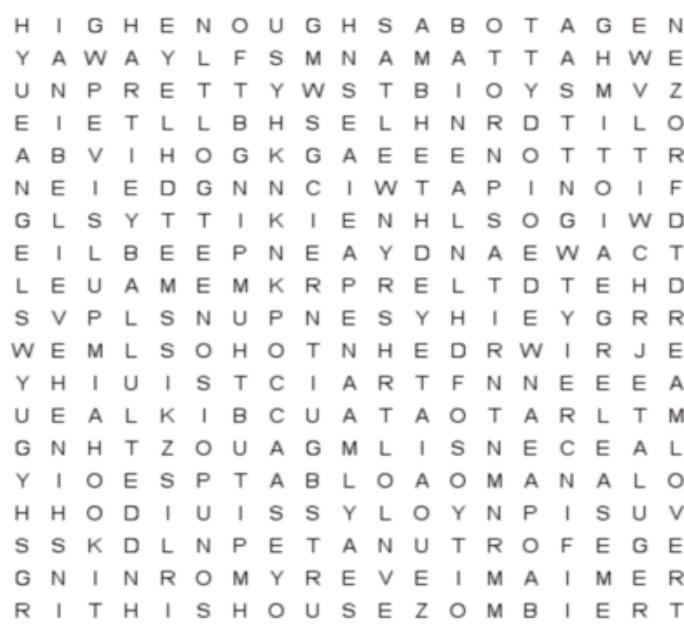 H I G H E N O U G H S A B O T A G E N
Y A W A Y L F S M N A M A T T A H W E
U N P R E T T Y W S T B I O Y S M V Z
E I E T L L B H S E L H N R D T I L O
A B V I H O G K G A E E E N O T T T R
N E I E D G N N C I W T A P I N O I F
G L S Y T T I K I E N H L S O G I W D
E I L B E E P N E A Y D N A E W A C T
L E U A M E M K R P R E L T D T E H D
S V P L S N U P N E S Y H I E Y G R R
W E M L S O H O T N H E D R W I R J E
Y H I U I S T C I A R T F N N E E E A
U E A L K I B C U A T A O T A R L T M
G N H T Z O U A G M L I S N E C E A L
Y I O E S P T A B L O A O M A N A L O
H H O D I U I S S Y L O Y N P I S U V
S S K D L N P E T A N U T R O F E G E
G N I N R O M Y R E V E I M A I M E R
R I T H I S H O U S E Z O M B I E R T